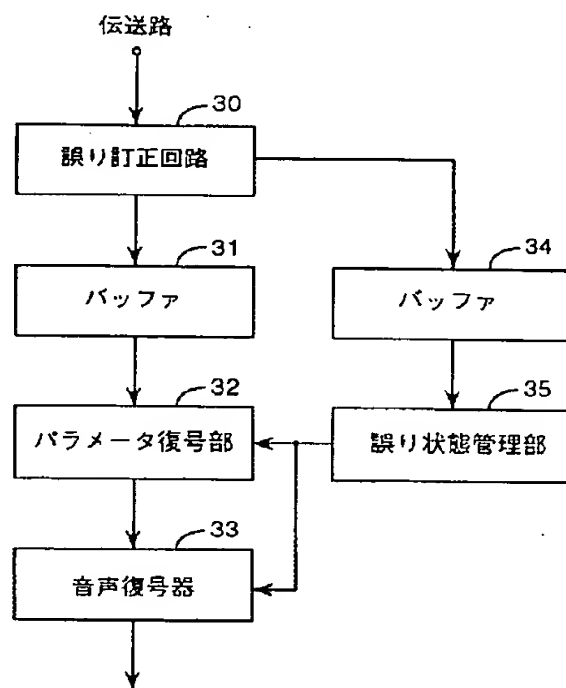 伝送路
30
誤り訂正回路
31
バッファ
34
バッファ
32
パラメータ復号部
35
誤り状態管理部
33
音声復号器